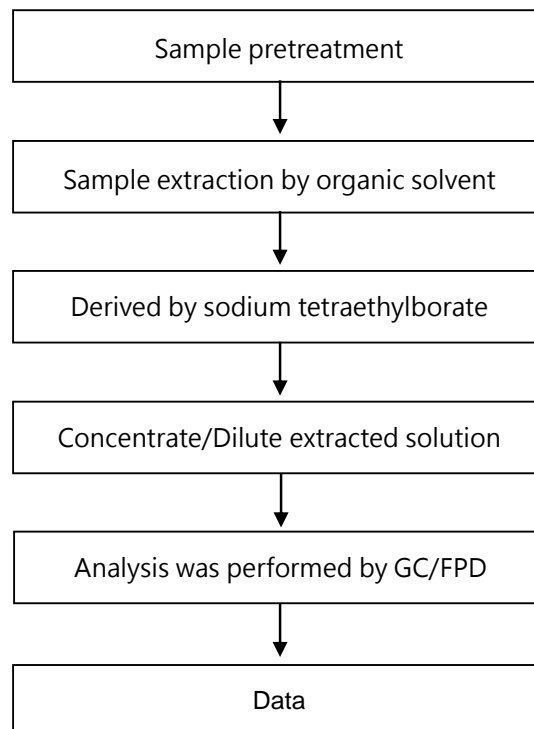 Sample pretreatment
Sample extraction by organic solvent
Derived by sodium tetraethylborate
Concentrate/Dilute extracted solution
Analysis was performed by GC/FPD
Data